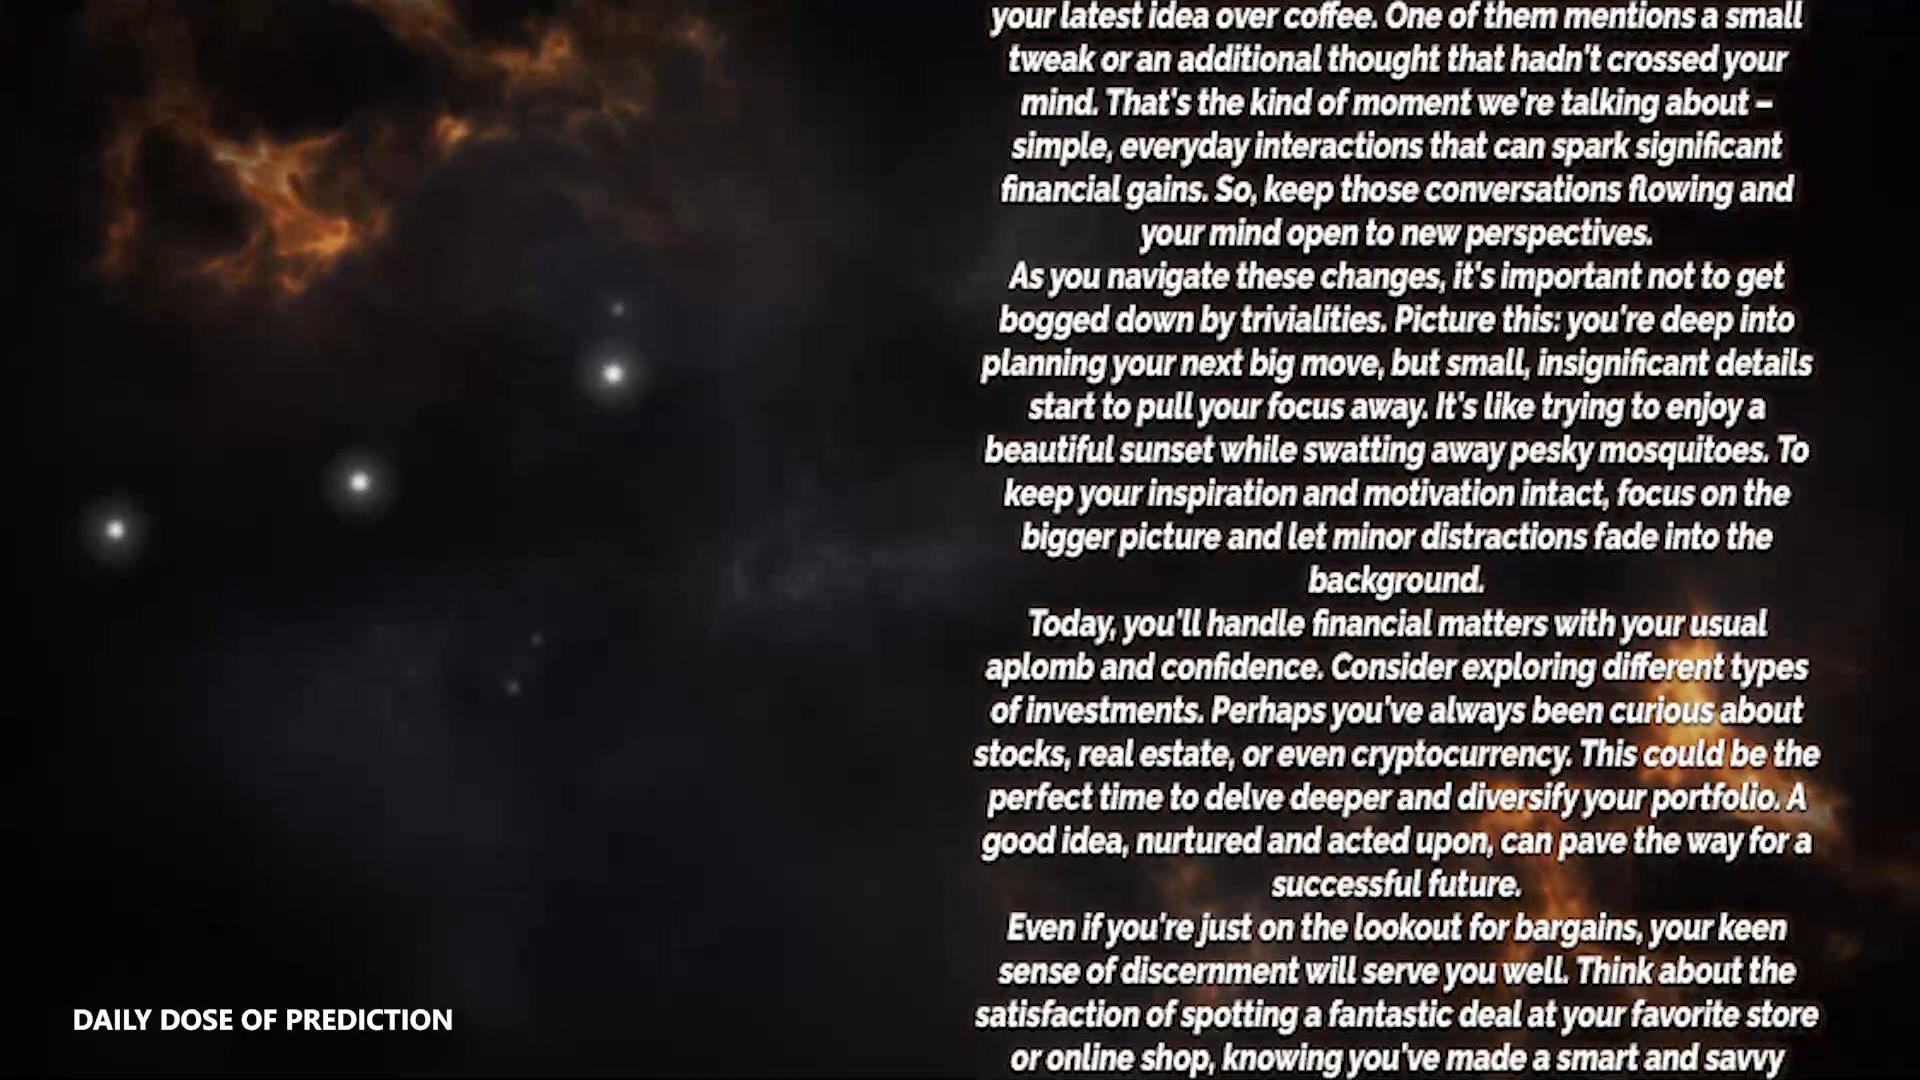 your latest idea over coffee. One of them mentions a small
tweak or an additional thought that hadn't crossed your
mind. That's the kind of moment we're talking about –
simple, everyday interactions that can spark significant
financial gains. So, keep those conversations flowing and
your mind open to new perspectives.
As you navigate these changes, it's important not to get
bogged down by trivialities. Picture this: you're deep into
planning your next big move, but small, insignificant details
start to pull your focus away. It's like trying to enjoy a
beautiful sunset while swatting away pesky mosquitoes. To
keep your inspiration and motivation intact, focus on the
bigger picture and let minor distractions fade into the
background.
Today, you'll handle financial matters with your usual
aplomb and confidence. Consider exploring different types
of investments. Perhaps you've always been curious about
stocks, real estate, or even cryptocurrency. This could be the
perfect time to delve deeper and diversify your portfolio. A
good idea, nurtured and acted upon, can pave the way for a
successful future.
Even if you're just on the lookout for bargains, your keen
sense of discernment will serve you well. Think about the
satisfaction of spotting a fantastic deal at your favorite store
or online shop, knowing you've made a smart and savvy
DAILY DOSE OF PREDICTION